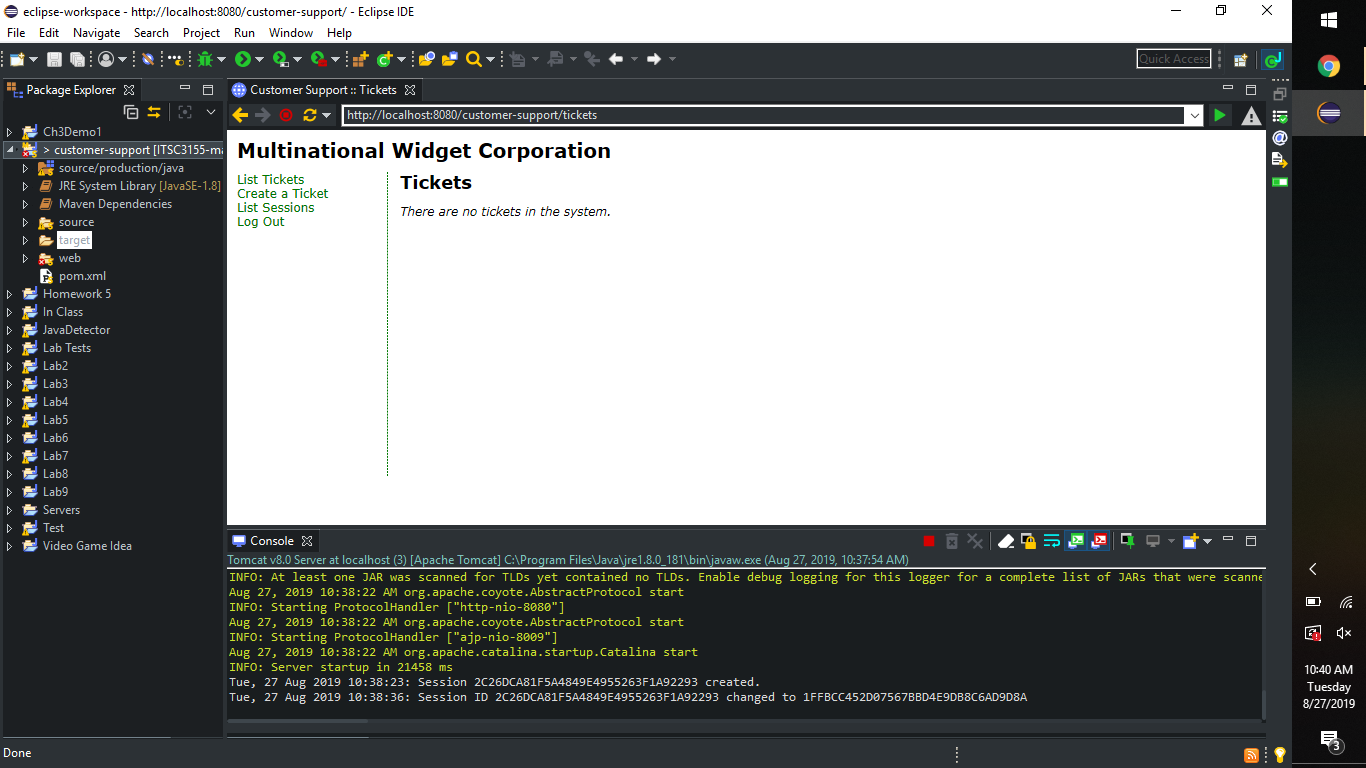 eclipse-workspace - http://localhost:8080/customer-support/ - Eclipse IDE
File Edit Navigate Search Project Run Window Help
Quick Access
Package Explorer
Ch3Demo1
> customer-support [ITSC3155-ma
source/production/java
JRE System Library [JavaSE-1.8]
Maven Dependencies
source
target
web
pom.xml
Homework 5
In Class
JavaDetector
Lab Tests
Lab2
Lab3
Lab4
Lab5
Lab6
Lab7
Lab8
Lab9
Servers
Test
Video Game Idea
Customer Support :: Tickets
http://localhost:8080/customer-support/tickets
Multinational Widget Corporation
List Tickets
Create a Ticket
List Sessions
Log Out
Tickets
There are no tickets in the system.
Console
Tomcat v8.0 Server at localhost (3) [Apache Tomcat] C:\Program Files\Java\jre1.8.0_181\bin\javaw.exe (Aug 27, 2019, 10:37:54 AM)
INFO: At least one JAR was scanned for TLDs yet contained no TLDs. Enable debug logging for this logger for a complete list of JARs that were scanne
Aug 27, 2019 10:38:22 AM org.apache.coyote.AbstractProtocol start
INFO: Starting ProtocolHandler ["http-nio-8080"]
Aug 27, 2019 10:38:22 AM org.apache.coyote.AbstractProtocol start
INFO: Starting ProtocolHandler ["ajp-nio-8009"]
Aug 27, 2019 10:38:22 AM org.apache.catalina.startup.Catalina start
INFO: Server startup in 21458 ms
Tue, 27 Aug 2019 10:38:23: Session 2C26DCA81F5A4849E4955263F1A92293 created.
Tue, 27 Aug 2019 10:38:36: Session ID 2C26DCA81F5A4849E4955263F1A92293 changed to 1FFBCC452D07567BBD4E9DB8C6AD9D8A
Done
10:40 AM
Tuesday
8/27/2019
3